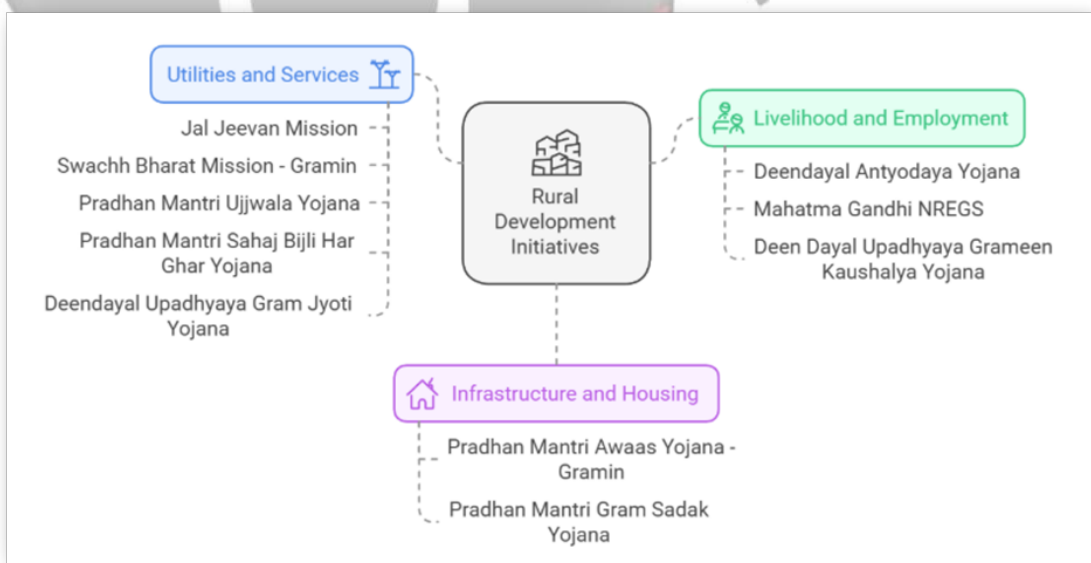 Utilities and Services
Jal Jeevan Mission
Swachh Bharat Mission - Gramin
Pradhan Mantri Ujjwala Yojana
Pradhan Mantri Sahaj Bijli Har
Ghar Yojana
Deendayal Upadhyaya Gram Jyoti
Yojana
Rural
Development
Initiatives
Livelihood and Employment
Deendayal Antyodaya Yojana
Mahatma Gandhi NREGS
Deen Dayal Upadhyaya Grameen
Kaushalya Yojana
Infrastructure and Housing
Pradhan Mantri Awaas Yojana -
Gramin
Pradhan Mantri Gram Sadak
Yojana